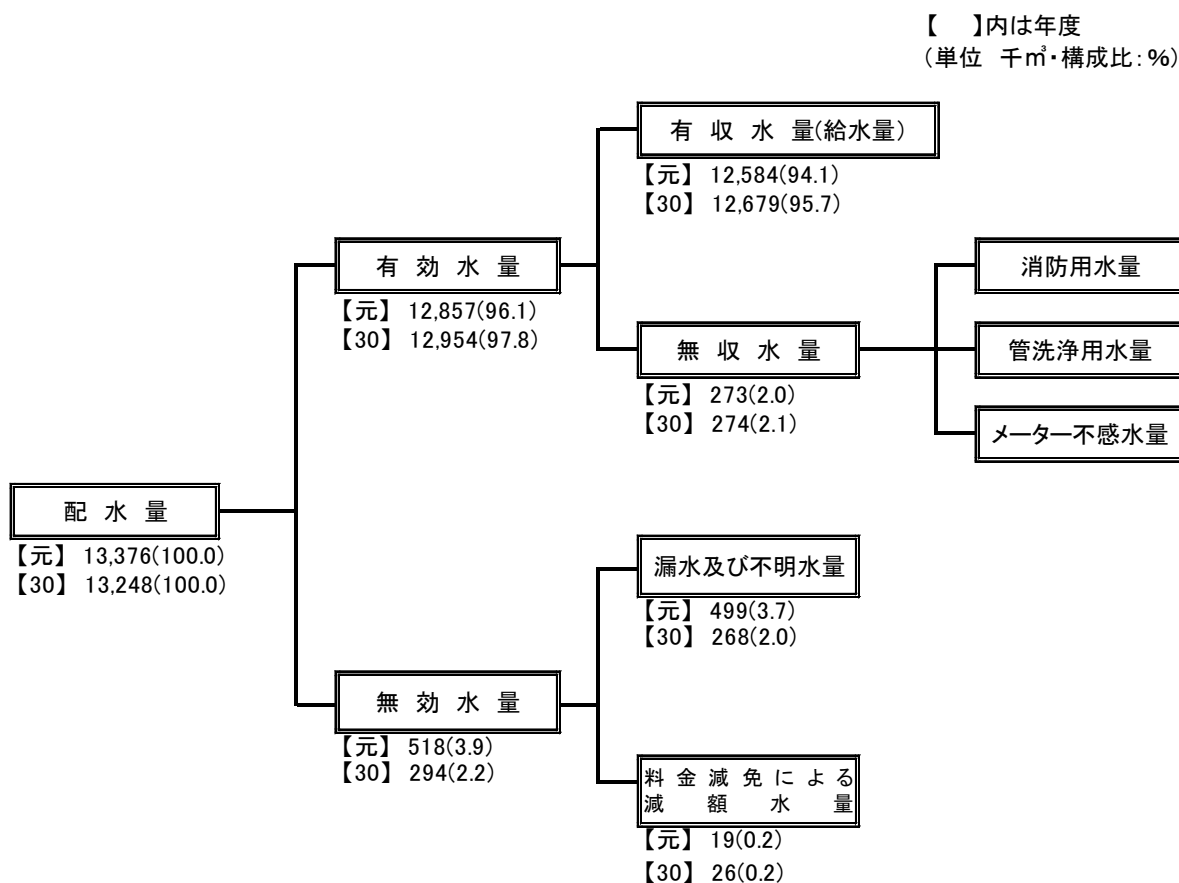 【　】内は年度
(単位 千㎥・構成比：%)
有 収 水 量(給水量)
【元】 12,584(94.1)
【30】 12,679(95.7)
有 効 水 量
【元】 12,857(96.1)
【30】 12,954(97.8)
消防用水量
無 収 水 量
管洗浄用水量
【元】 273(2.0)
【30】 274(2.1)
メーター不感水量
配 水 量
【元】 13,376(100.0)
【30】 13,248(100.0)
漏水及び不明水量
【元】 499(3.7)
【30】 268(2.0)
無 効 水 量
【元】 518(3.9)
【30】 294(2.2)
料 金 減 免 に よ る
減 額 水 量
【元】 19(0.2)
【30】 26(0.2)